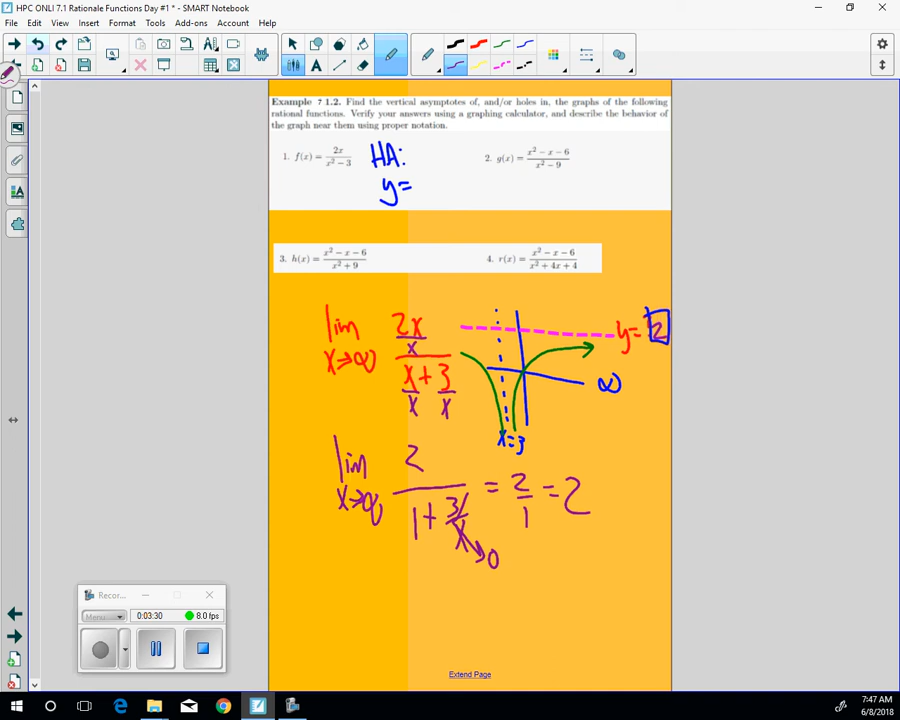 HPC ONLI 7.1 Rationale Functions Day #1 * - SMART Notebook
File Edit View Insert Format Tools Add-ons Account Help
Example 7 1.2. Find the vertical asymptotes of, and/or holes in, the graphs of the following
rational functions. Verify your answers using a graphing calculator, and describe the behavior of
the graph near them using proper notation.
1. f(x) = 2x / x² − 3
HA:
y=
2. g(x) = x² − x − 6 / x² − 9
3. h(x) = x² − x − 6 / x² + 9
4. r(x) = x² − x − 6 / x² + 4x + 4
lim x→∞ 2x/x / x/x + 3/x
y= 2
∞
x=3
lim x→∞ 2 / 1 + 3/x → 0 = 2/1 = 2
Recor...
Menu...
0:03:30
8.0 fps
Extend Page
7:47 AM
6/8/2018